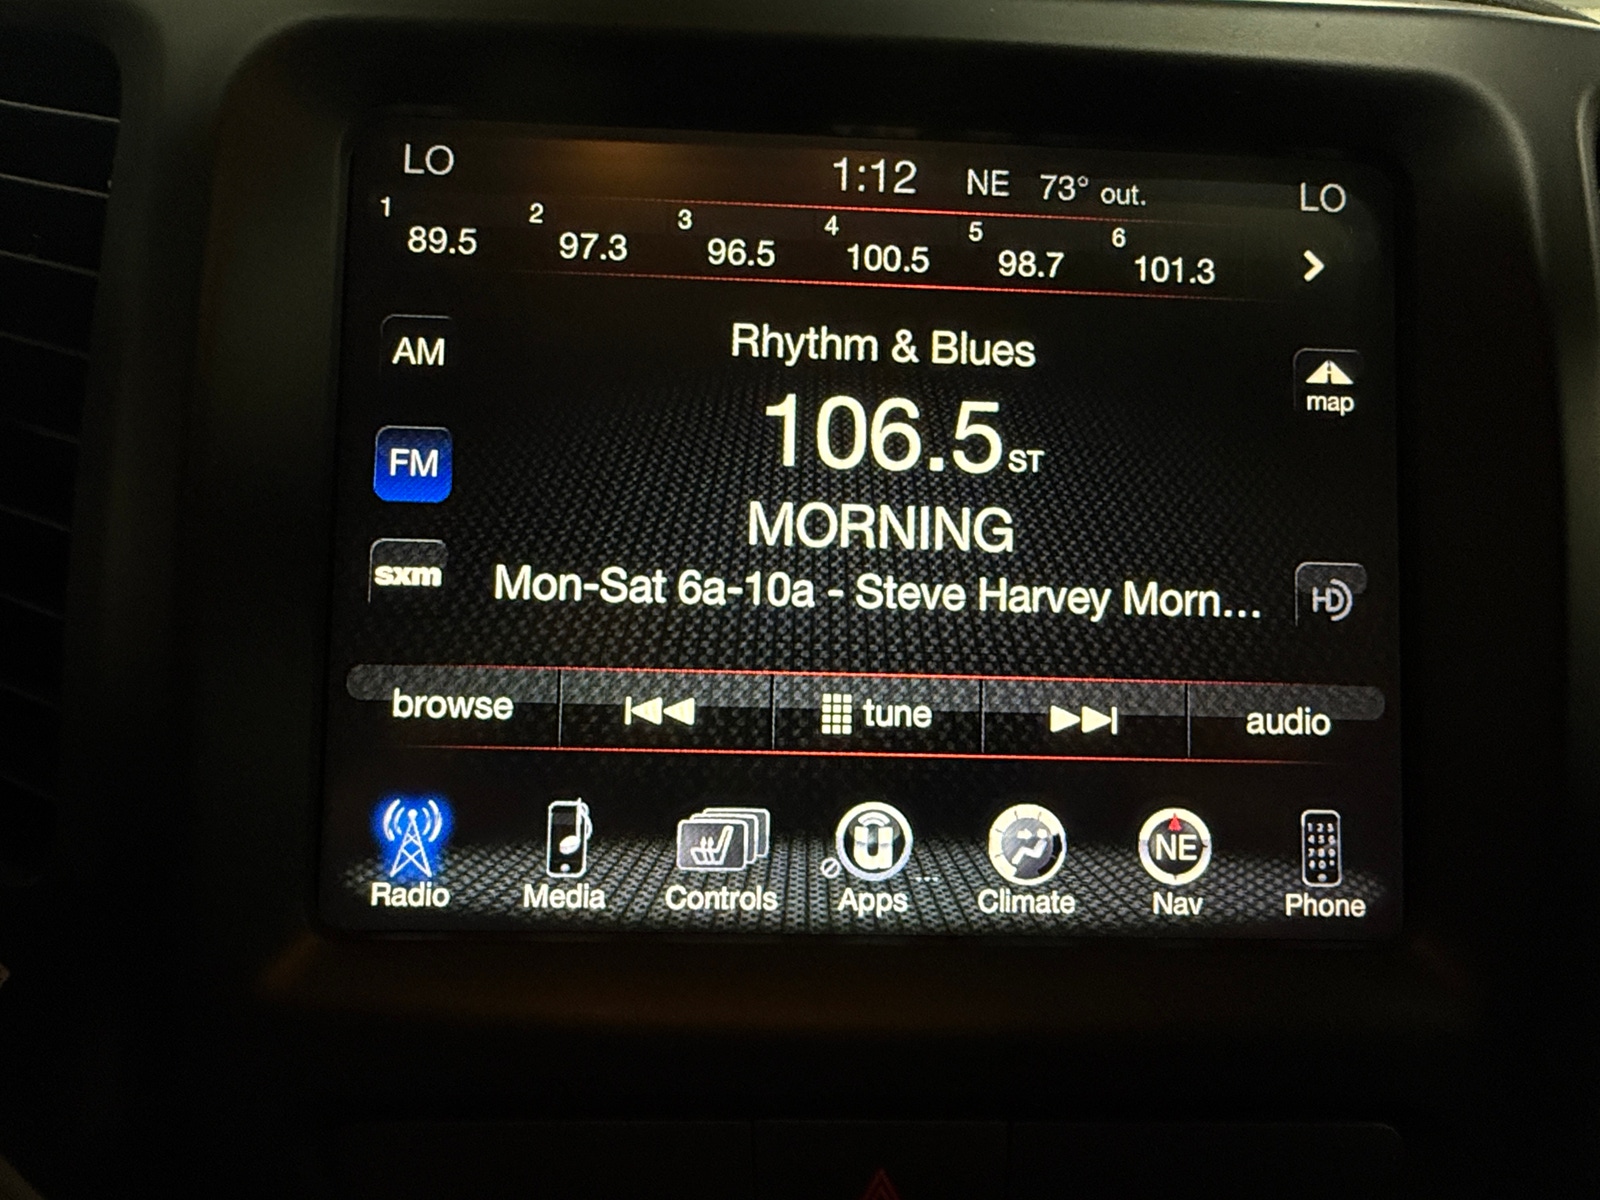 LO 1:12 NE 73° out. LO
1 89.5 2 97.3 3 96.5 4 100.5 5 98.7 6 101.3
AM
Rhythm & Blues
map
FM
106.5 ST
MORNING
sxm
Mon-Sat 6a-10a - Steve Harvey Morn...
HD
browse tune audio
NE
Radio Media Controls Apps ... Climate Nav Phone